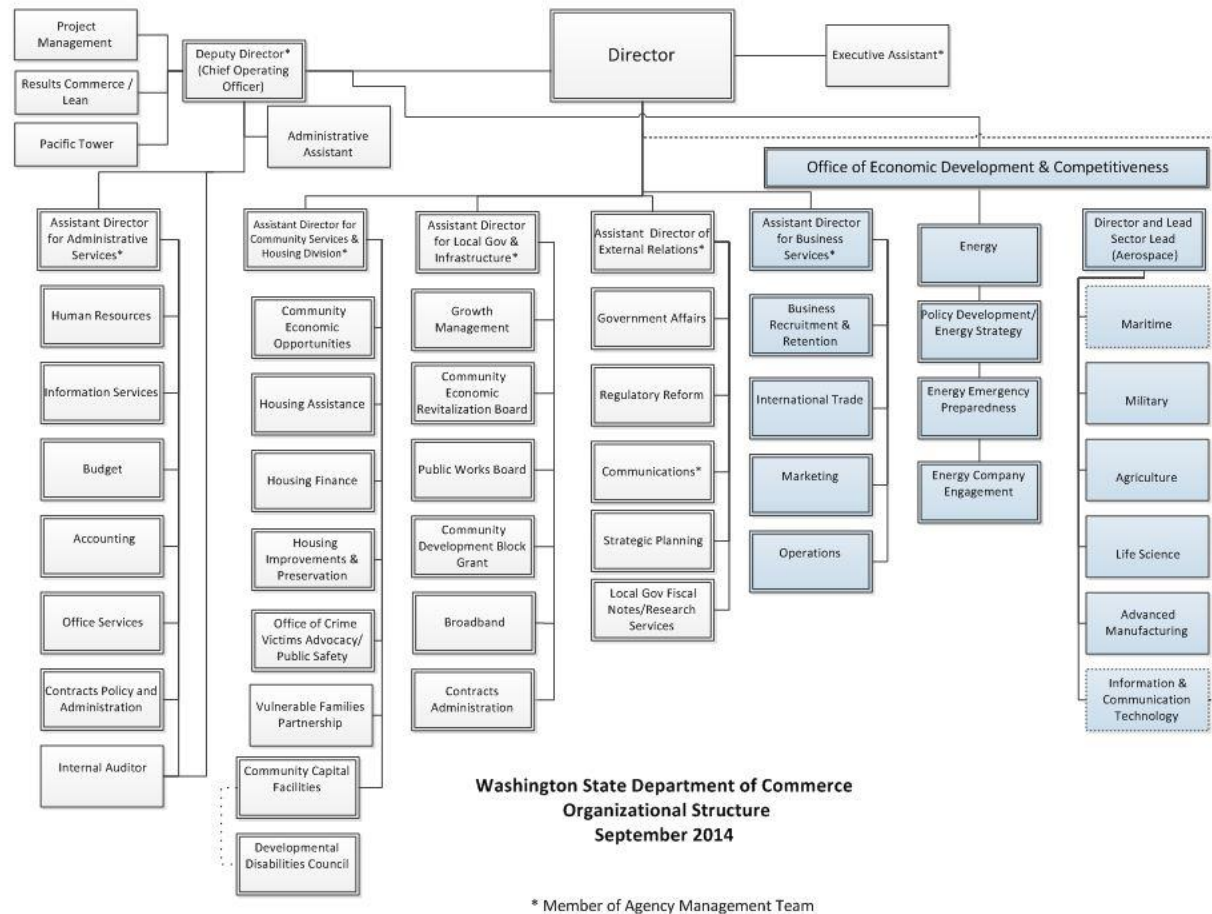 Project
Management
Results Commerce /
Lean
Pacific Tower
Deputy Director*
(Chief Operating
Officer)
Administrative
Assistant
Director
Executive Assistant*
Office of Economic Development & Competitiveness
Assistant Director
for Administrative
Services*
Human Resources
Information Services
Budget
Accounting
Office Services
Contracts Policy and
Administration
Internal Auditor
Assistant Director for
Community Services &
Housing Division*
Community
Economic
Opportunities
Housing Assistance
Housing Finance
Housing
Improvements &
Preservation
Office of Crime
Victims Advocacy/
Public Safety
Vulnerable Families
Partnership
Community Capital
Facilities
Developmental
Disabilities Council
Assistant Director
for Local Gov &
Infrastructure*
Growth
Management
Community
Economic
Revitalization Board
Public Works Board
Community
Development Block
Grant
Broadband
Contracts
Administration
Assistant Director of
External Relations*
Government Affairs
Regulatory Reform
Communications*
Strategic Planning
Local Gov Fiscal
Notes/Research
Services
Assistant Director
for Business
Services*
Business
Recruitment &
Retention
International Trade
Marketing
Operations
Energy
Policy Development/
Energy Strategy
Energy Emergency
Preparedness
Energy Company
Engagement
Director and Lead
Sector Lead
(Aerospace)
Maritime
Military
Agriculture
Life Science
Advanced
Manufacturing
Information &
Communication
Technology
Washington State Department of Commerce
Organizational Structure
September 2014
* Member of Agency Management Team